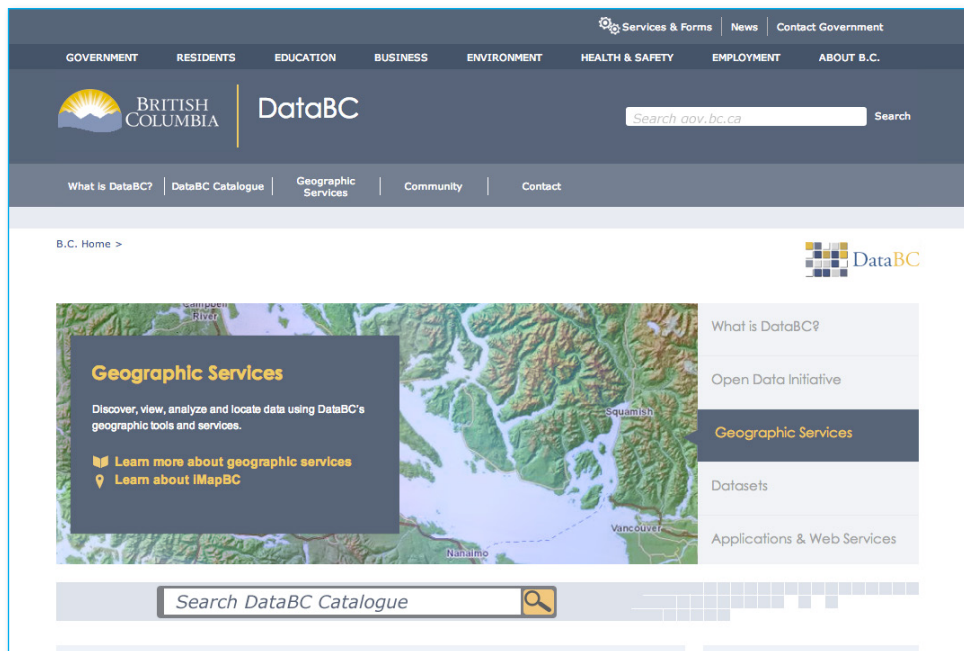 Services & Forms News Contact Government
GOVERNMENT RESIDENTS EDUCATION BUSINESS ENVIRONMENT HEALTH & SAFETY EMPLOYMENT ABOUT B.C.
BRITISH
COLUMBIA
DataBC
Search gov.bc.ca
Search
What is DataBC? DataBC Catalogue Geographic Services Community Contact
B.C. Home >
DataBC
Campbell
River
Geographic Services
Discover, view, analyze and locate data using DataBC's
geographic tools and services.
Learn more about geographic services
Learn about iMapBC
Squamish
Vancouver
Nanaimo
What is DataBC?
Open Data Initiative
Geographic Services
Datasets
Applications & Web Services
Search DataBC Catalogue